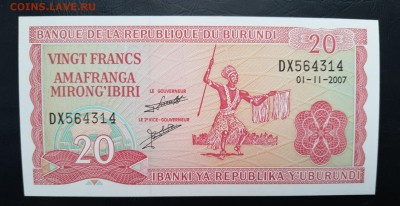 COINS.LAVE.RU
BANQUE DE LA REPUBLIQUE DU BURUNDI
20
VINGT FRANCS
AMAFRANGA
MIRONG'IBIRI
DX564314
01-11-2007
LE GOUVERNEUR
DX564314
LE 2e VICE-GOUVERNEUR
20
IBANKI YA REPUBLIKA Y'UBURUNDI